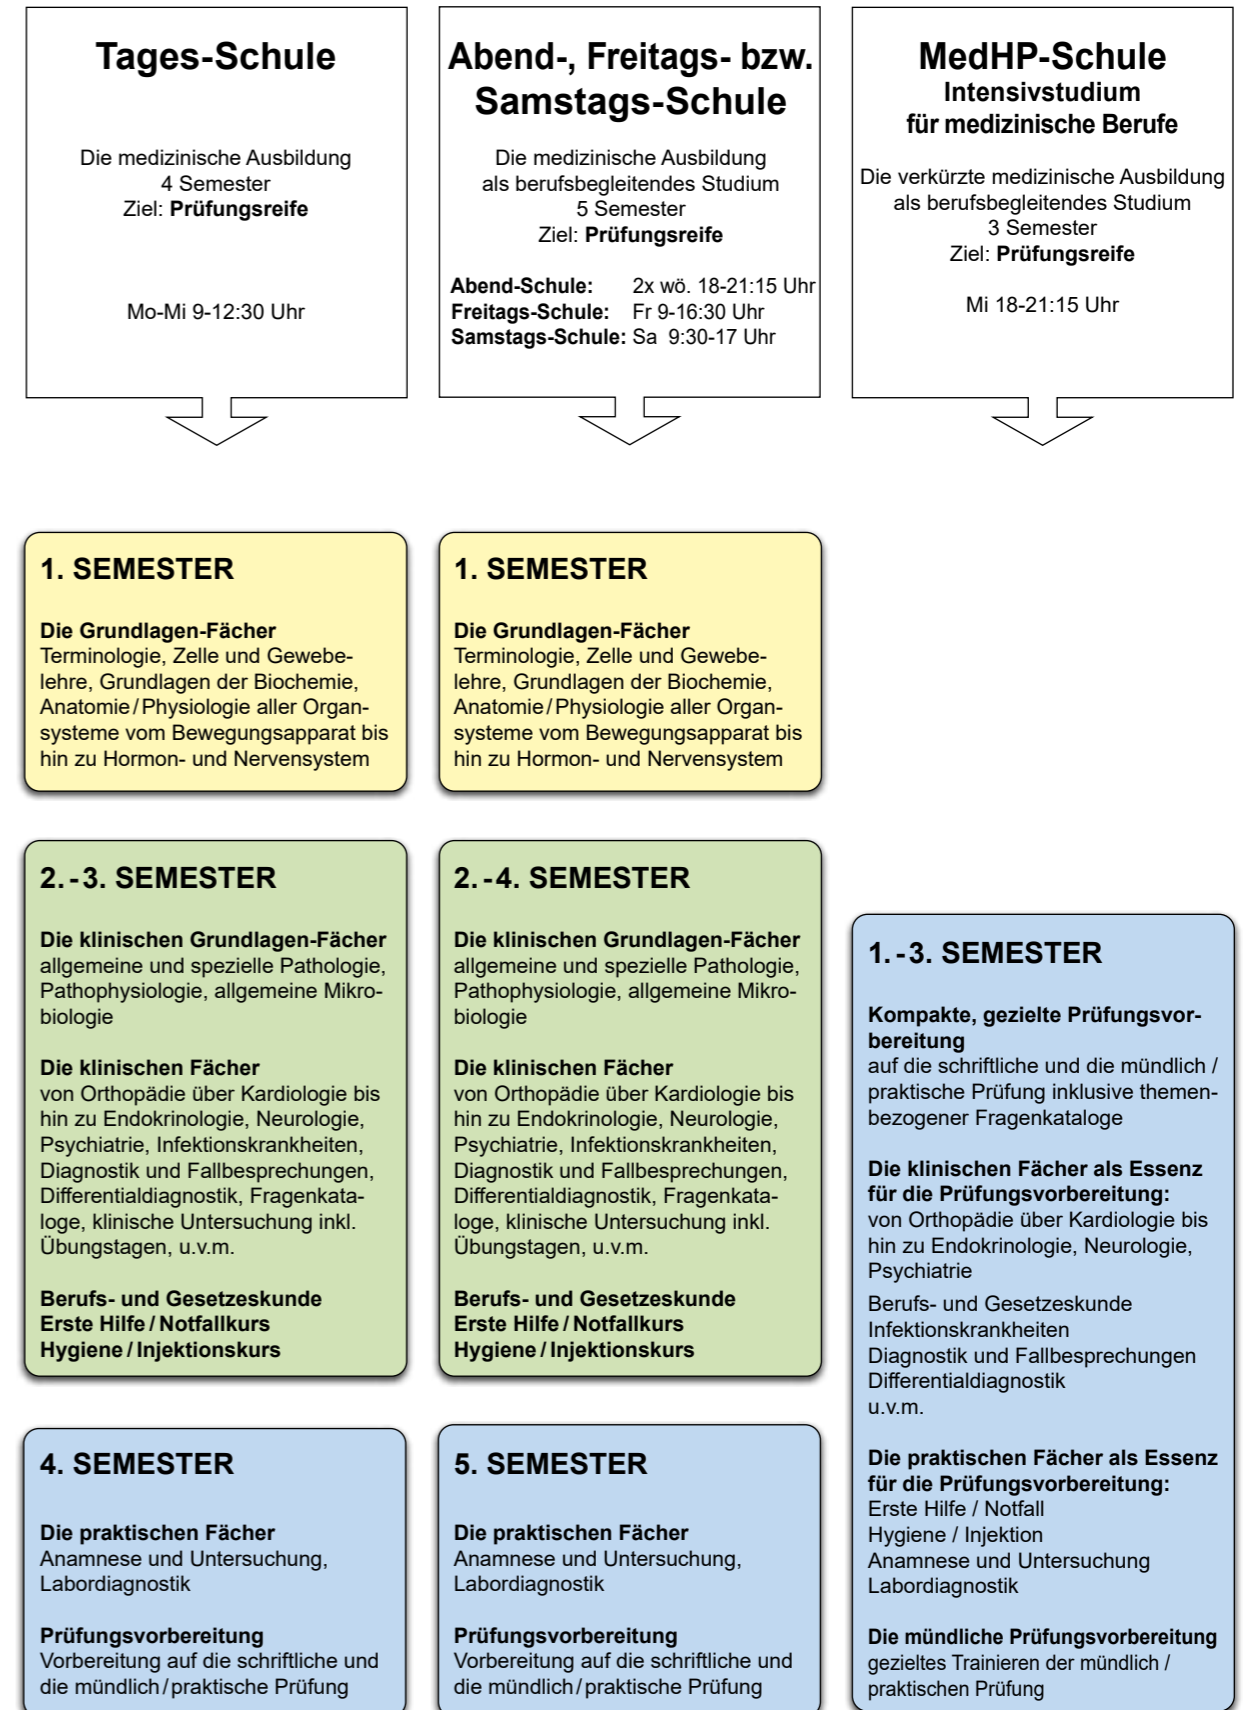 Tages-Schule
Die medizinische Ausbildung
4 Semester
Ziel: Prüfungsreife
Mo-Mi 9-12:30 Uhr
Abend-, Freitags- bzw.
Samstags-Schule
Die medizinische Ausbildung
als berufsbegleitendes Studium
5 Semester
Ziel: Prüfungsreife
Abend-Schule: 2x wö. 18-21:15 Uhr
Freitags-Schule: Fr 9-16:30 Uhr
Samstags-Schule: Sa 9:30-17 Uhr
MedHP-Schule
Intensivstudium
für medizinische Berufe
Die verkürzte medizinische Ausbildung
als berufsbegleitendes Studium
3 Semester
Ziel: Prüfungsreife
Mi 18-21:15 Uhr
1. SEMESTER
Die Grundlagen-Fächer
Terminologie, Zelle und Gewebe-
lehre, Grundlagen der Biochemie,
Anatomie/Physiologie aller Organ-
systeme vom Bewegungsapparat bis
hin zu Hormon- und Nervensystem
1. SEMESTER
Die Grundlagen-Fächer
Terminologie, Zelle und Gewebe-
lehre, Grundlagen der Biochemie,
Anatomie/Physiologie aller Organ-
systeme vom Bewegungsapparat bis
hin zu Hormon- und Nervensystem
2.-3. SEMESTER
Die klinischen Grundlagen-Fächer
allgemeine und spezielle Pathologie,
Pathophysiologie, allgemeine Mikro-
biologie
Die klinischen Fächer
von Orthopädie über Kardiologie bis
hin zu Endokrinologie, Neurologie,
Psychiatrie, Infektionskrankheiten,
Diagnostik und Fallbesprechungen,
Differentialdiagnostik, Fragenkata-
loge, klinische Untersuchung inkl.
Übungstagen, u.v.m.
Berufs- und Gesetzeskunde
Erste Hilfe/Notfallkurs
Hygiene/Injektionskurs
2.-4. SEMESTER
Die klinischen Grundlagen-Fächer
allgemeine und spezielle Pathologie,
Pathophysiologie, allgemeine Mikro-
biologie
Die klinischen Fächer
von Orthopädie über Kardiologie bis
hin zu Endokrinologie, Neurologie,
Psychiatrie, Infektionskrankheiten,
Diagnostik und Fallbesprechungen,
Differentialdiagnostik, Fragenkata-
loge, klinische Untersuchung inkl.
Übungstagen, u.v.m.
Berufs- und Gesetzeskunde
Erste Hilfe/Notfallkurs
Hygiene/Injektionskurs
4. SEMESTER
Die praktischen Fächer
Anamnese und Untersuchung,
Labordiagnostik
Prüfungsvorbereitung
Vorbereitung auf die schriftliche und
die mündlich/praktische Prüfung
5. SEMESTER
Die praktischen Fächer
Anamnese und Untersuchung,
Labordiagnostik
Prüfungsvorbereitung
Vorbereitung auf die schriftliche und
die mündlich/praktische Prüfung
1.-3. SEMESTER
Kompakte, gezielte Prüfungsvor-
bereitung
auf die schriftliche und die mündlich /
praktische Prüfung inklusive themen-
bezogener Fragenkataloge
Die klinischen Fächer als Essenz
für die Prüfungsvorbereitung:
von Orthopädie über Kardiologie bis
hin zu Endokrinologie, Neurologie,
Psychiatrie
Berufs- und Gesetzeskunde
Infektionskrankheiten
Diagnostik und Fallbesprechungen
Differentialdiagnostik
u.v.m.
Die praktischen Fächer als Essenz
für die Prüfungsvorbereitung:
Erste Hilfe / Notfall
Hygiene / Injektion
Anamnese und Untersuchung
Labordiagnostik
Die mündliche Prüfungsvorbereitung
gezieltes Trainieren der mündlich /
praktischen Prüfung